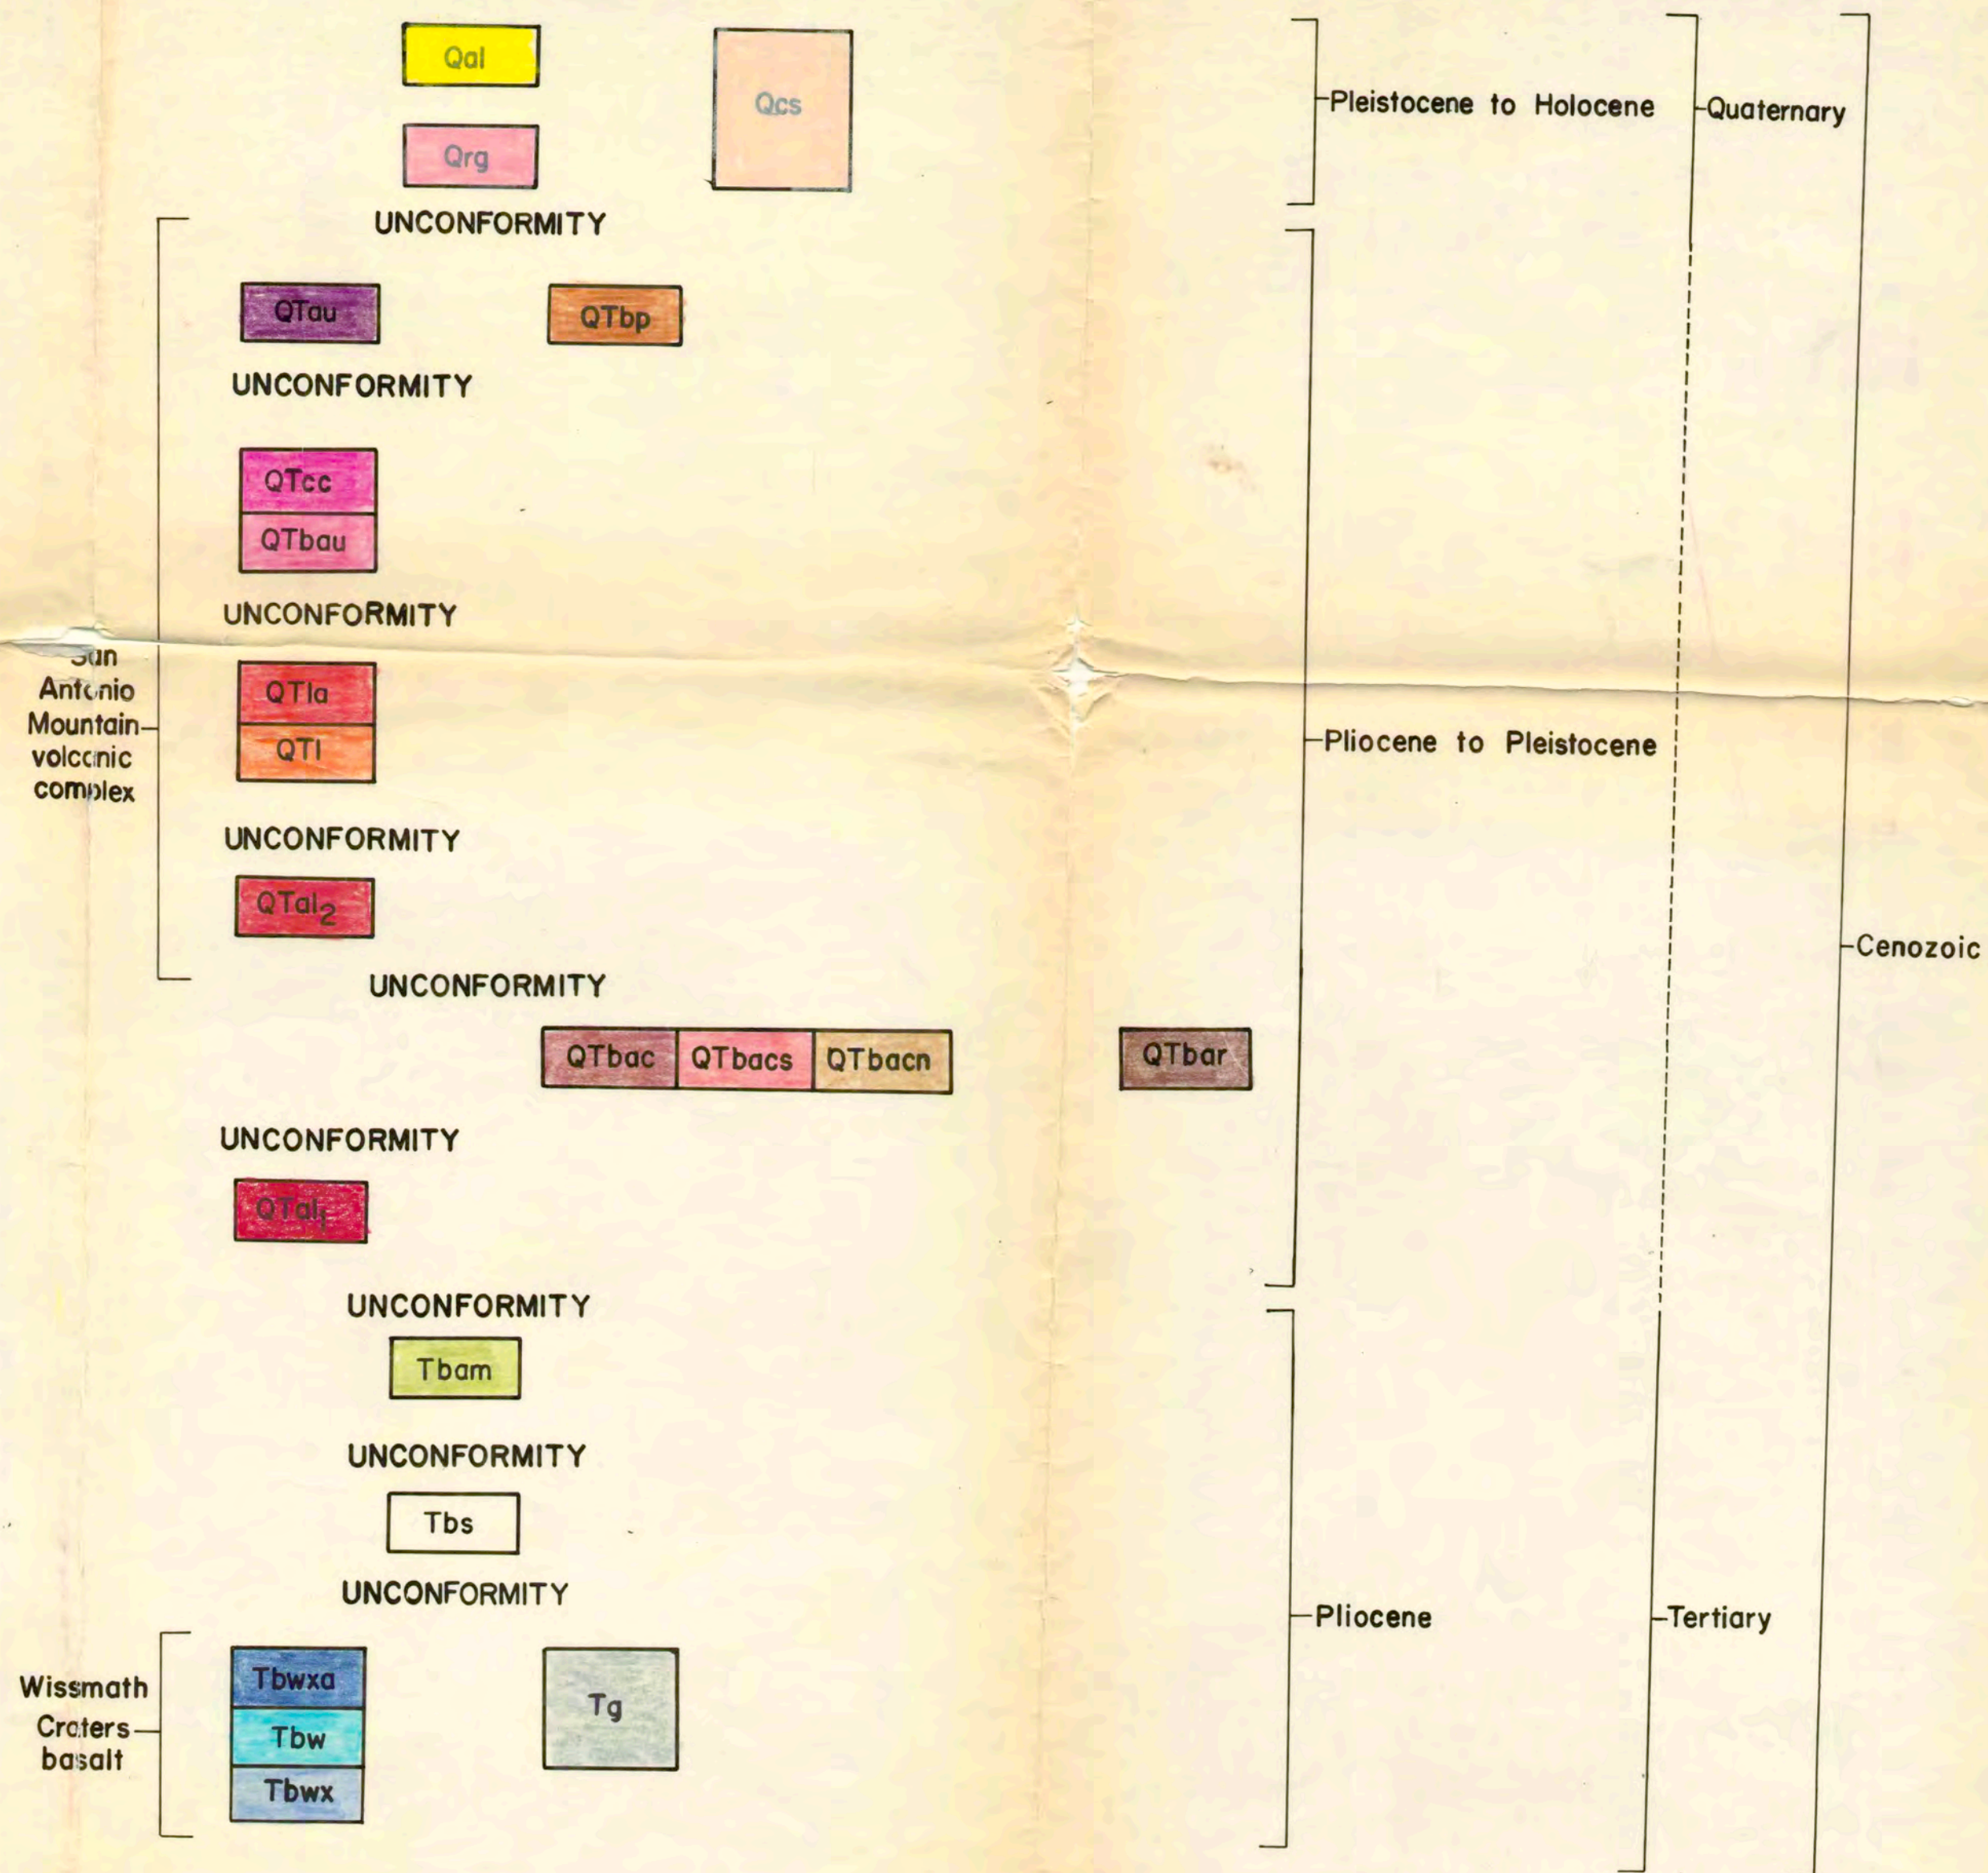 Qal
Qcs
Qrg
Pleistocene to Holocene
Quaternary
UNCONFORMITY
QTau
QTbp
UNCONFORMITY
QTcc
QTbau
UNCONFORMITY
San
Antonio
Mountain
volcanic
complex
QTla
QTl
Pliocene to Pleistocene
UNCONFORMITY
QTal2
Cenozoic
UNCONFORMITY
QTbac QTbacs QTbacn
QTbar
UNCONFORMITY
QTal1
UNCONFORMITY
Tbam
UNCONFORMITY
Tbs
UNCONFORMITY
Pliocene
Tertiary
Wissmath
Craters
basalt
Tbwxa
Tbw
Tbwx
Tg